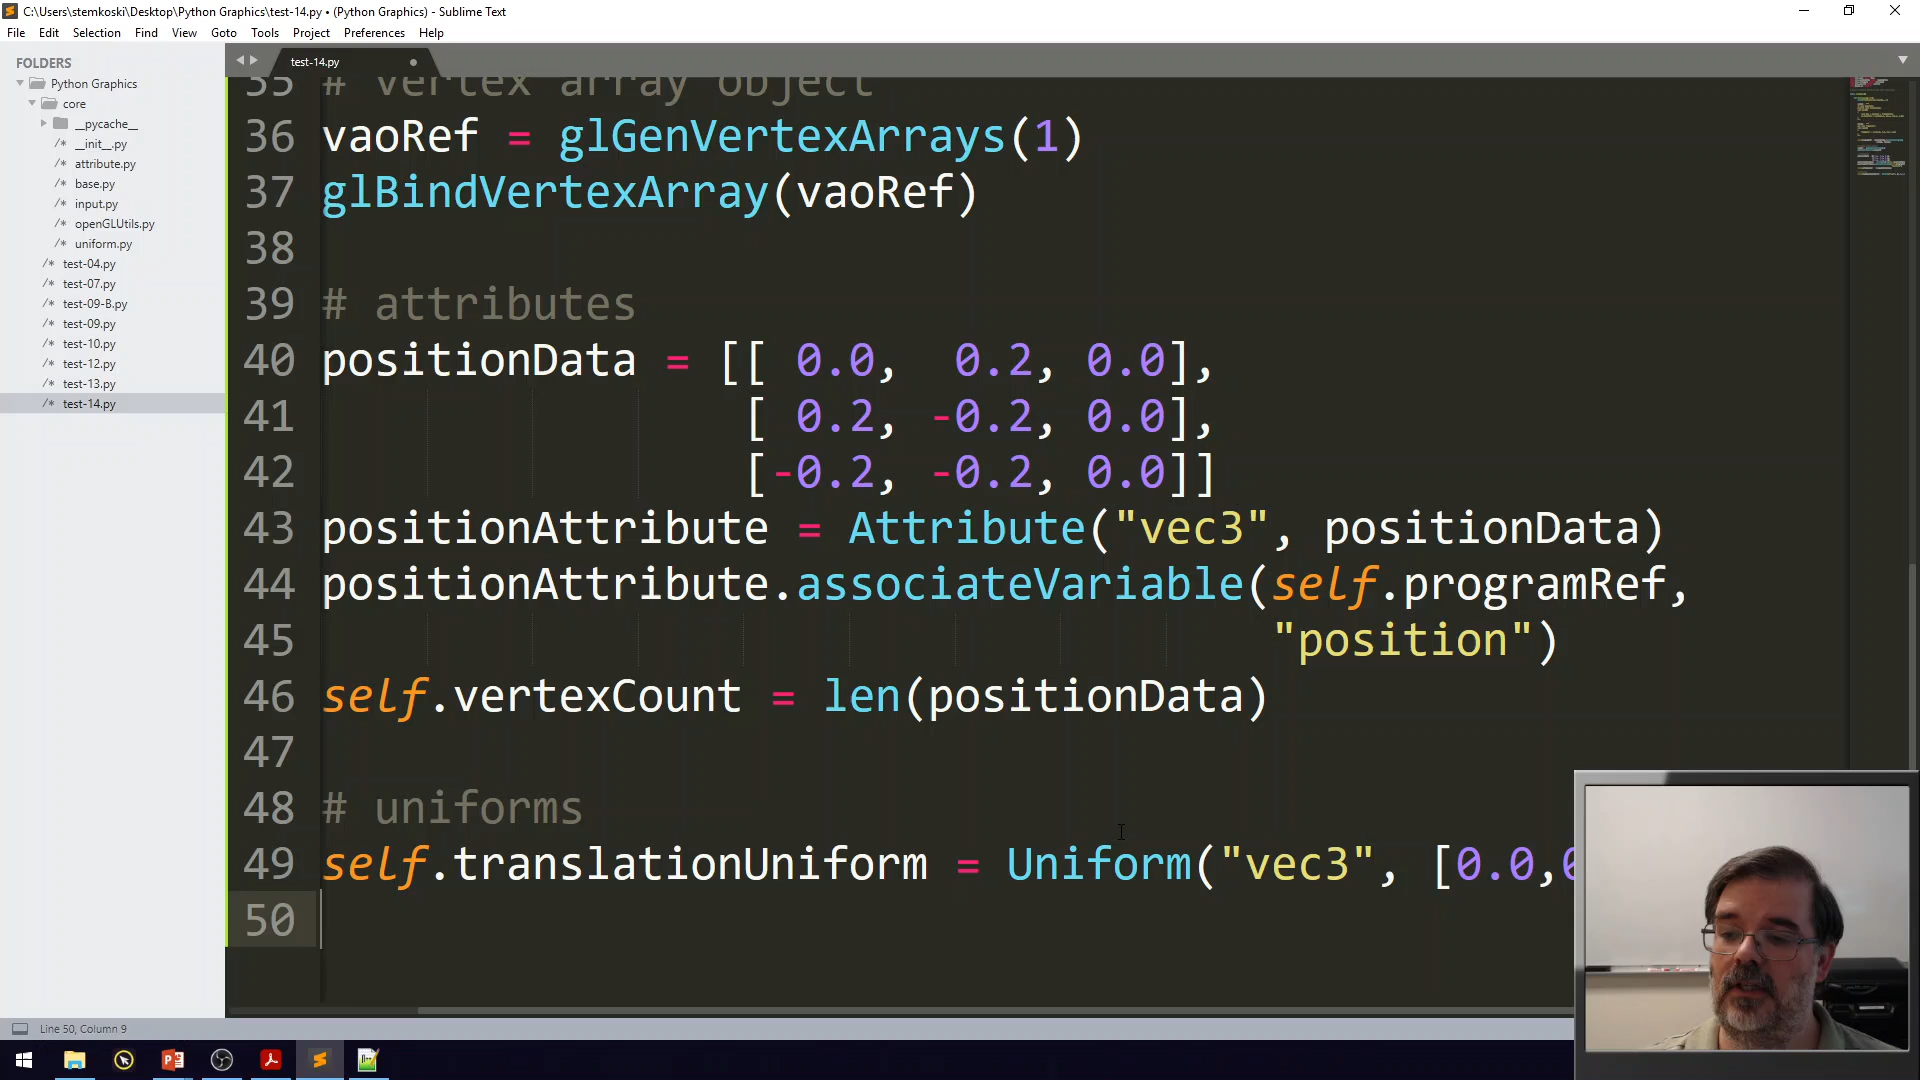 C:\Users\stemkoski\Desktop\Python Graphics\test-14.py • (Python Graphics) - Sublime Text
File Edit Selection Find View Goto Tools Project Preferences Help
FOLDERS
Python Graphics
core
__pycache__
__init__.py
attribute.py
base.py
input.py
openGLUtils.py
uniform.py
test-04.py
test-07.py
test-09-B.py
test-09.py
test-10.py
test-12.py
test-13.py
test-14.py
test-14.py
35 # vertex array object
36 vaoRef = glGenVertexArrays(1)
37 glBindVertexArray(vaoRef)
38
39 # attributes
40 positionData = [[ 0.0, 0.2, 0.0],
41 [ 0.2, -0.2, 0.0],
42 [-0.2, -0.2, 0.0]]
43 positionAttribute = Attribute("vec3", positionData)
44 positionAttribute.associateVariable(self.programRef,
45 "position")
46 self.vertexCount = len(positionData)
47
48 # uniforms
49 self.translationUniform = Uniform("vec3", [0.0,0
50
Line 50, Column 9